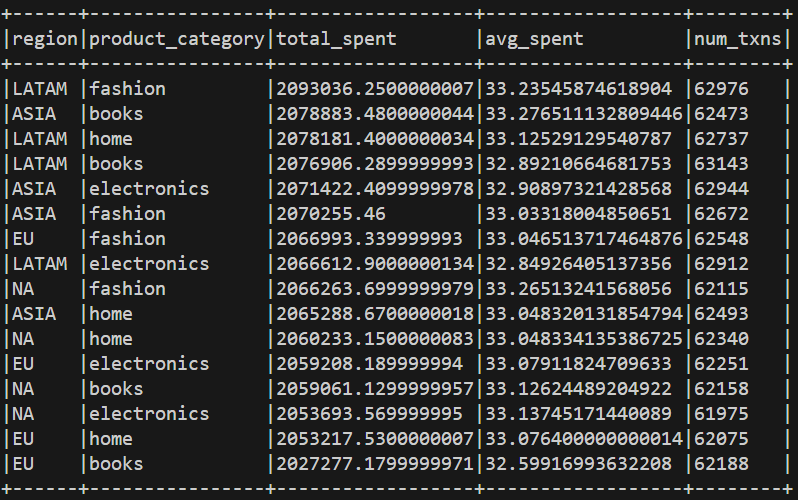 +------+----------------+------------------+------------------+--------+
|region|product_category|total_spent       |avg_spent         |num_txns|
+------+----------------+------------------+------------------+--------+
|LATAM |fashion         |2093036.2500000007|33.23545874618904 |62976   |
|ASIA  |books           |2078883.4800000044|33.276511132809446|62473   |
|LATAM |home            |2078181.4000000034|33.12529129540787 |62737   |
|LATAM |books           |2076906.2899999993|32.89210664681753 |63143   |
|ASIA  |electronics     |2071422.4099999978|32.90897321428568 |62944   |
|ASIA  |fashion         |2070255.46        |33.03318004850651 |62672   |
|EU    |fashion         |2066993.339999993 |33.046513717464876|62548   |
|LATAM |electronics     |2066612.9000000134|32.84926405137356 |62912   |
|NA    |fashion         |2066263.6999999979|33.26513241568056 |62115   |
|ASIA  |home            |2065288.6700000018|33.048320131854794|62493   |
|NA    |home            |2060233.1500000083|33.048334135386725|62340   |
|EU    |electronics     |2059208.189999994 |33.07911824709633 |62251   |
|NA    |books           |2059061.1299999957|33.12624489204922 |62158   |
|NA    |electronics     |2053693.569999995 |33.13745171440089 |61975   |
|EU    |home            |2053217.5300000007|33.076400000000014|62075   |
|EU    |books           |2027277.1799999971|32.59916993632208 |62188   |
+------+----------------+------------------+------------------+--------+